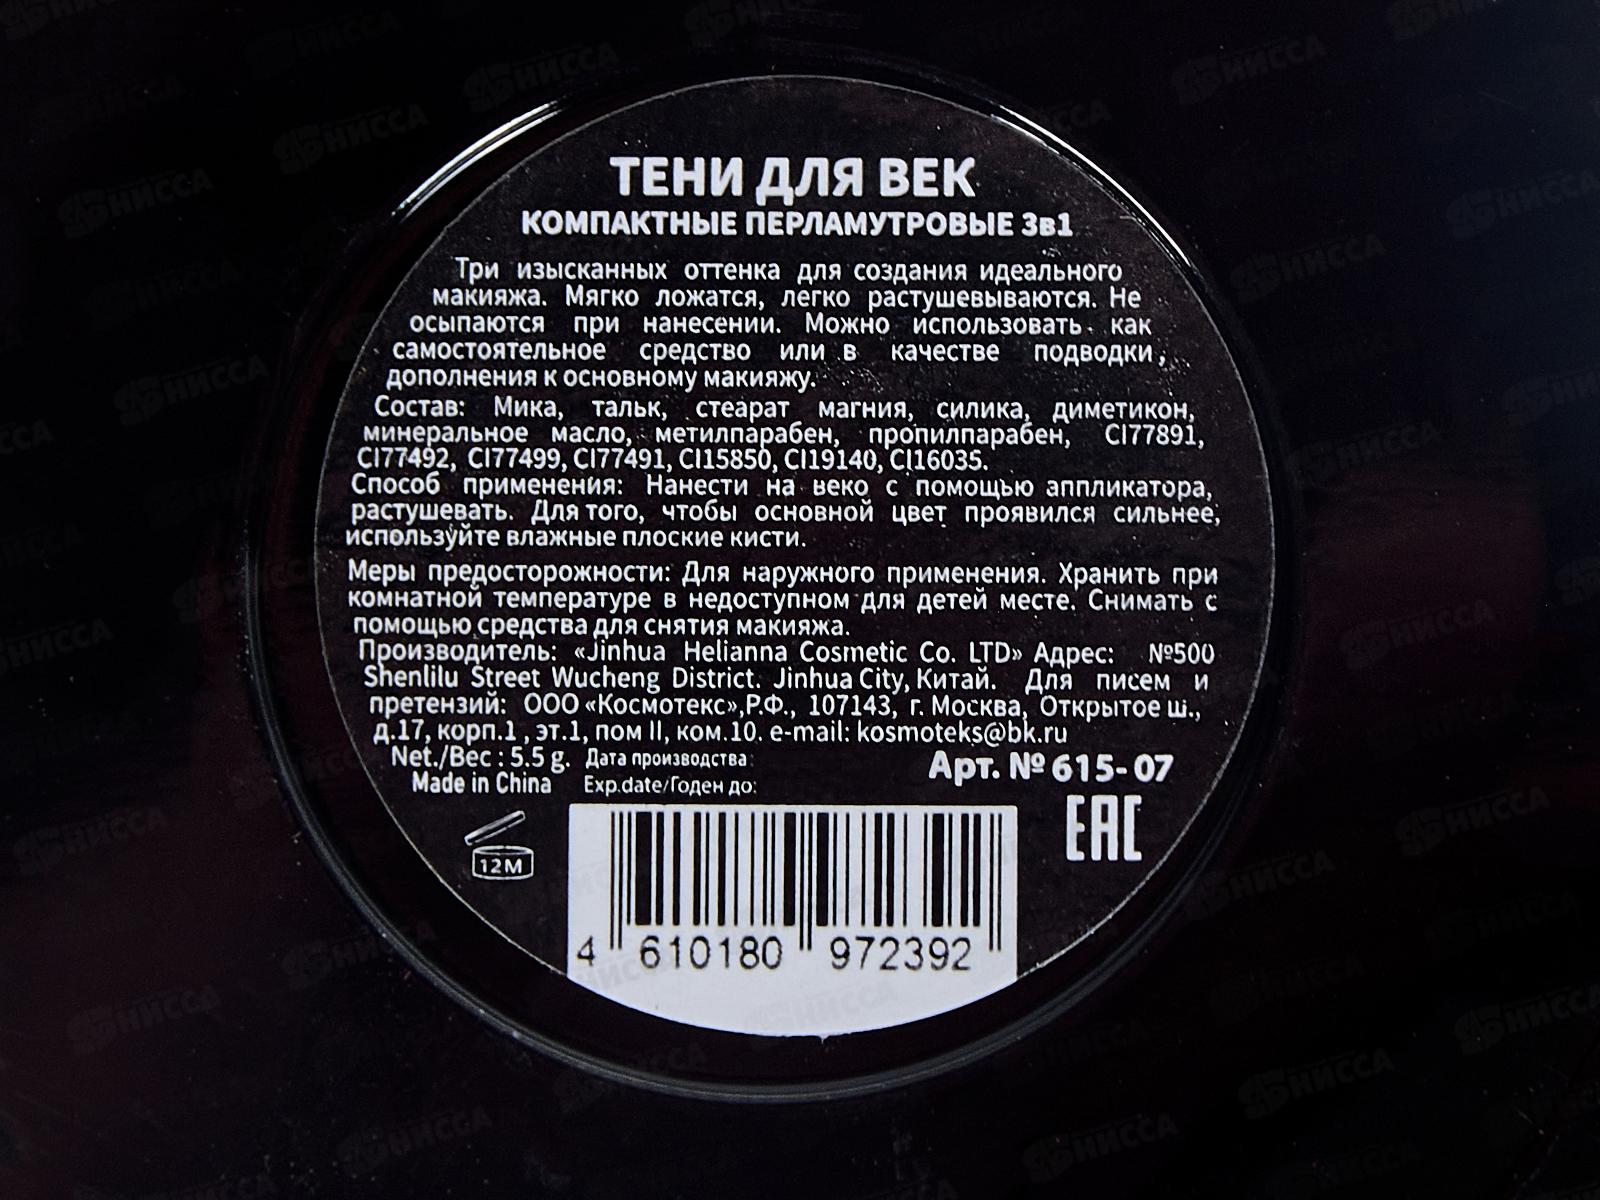 ТЕНИ ДЛЯ ВЕК
КОМПАКТНЫЕ ПЕРЛАМУТРОВЫЕ 3в1
Три изысканных оттенка для создания идеального
макияжа. Мягко ложатся, легко растушевываются. Не
осыпаются при нанесении. Можно использовать как
самостоятельное средство или в качестве подводки,
дополнения к основному макияжу.
Состав: Мика, тальк, стеарат магния, силика, диметикон,
минеральное масло, метилпарабен, пропилпарабен, CI77891,
CI77492, CI77499, CI77491, CI15850, CI19140, CI16035.
Способ применения: Нанести на веко с помощью аппликатора,
растушевать. Для того, чтобы основной цвет проявился сильнее,
используйте влажные плоские кисти.
Меры предосторожности: Для наружного применения. Хранить при
комнатной температуре в недоступном для детей месте. Снимать с
помощью средства для снятия макияжа.
Производитель: «Jinhua Helianna Cosmetic Co. LTD» Адрес: №500
Shenlilu Street Wucheng District. Jinhua City, Китай. Для писем и
претензий: ООО «Космотекс»,Р.Ф., 107143, г. Москва, Открытое ш.,
д.17, корп.1 , эт.1, пом II, ком.10. e-mail: kosmoteks@bk.ru
Net./Вес : 5.5 g. Дата производства:
Арт. № 615-07
Made in China Exp.date/Годен до:
EAC
12M
4 610180 972392
НИССА